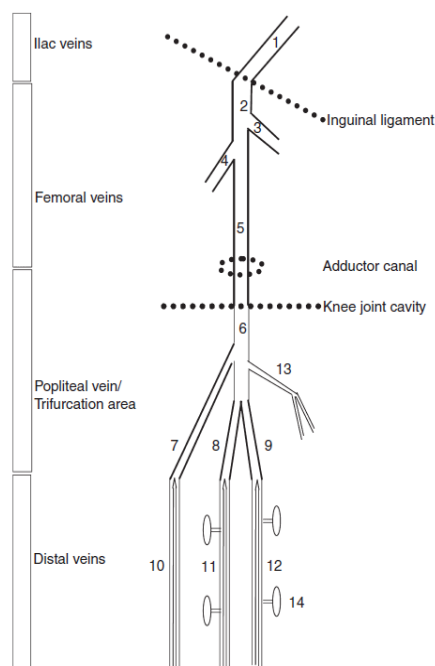 Ilac veins
1
2
Inguinal ligament
3
4
Femoral veins
5
Adductor canal
Knee joint cavity
6
13
Popliteal vein/
Trifurcation area
7
8
9
Distal veins
10
11
12
14